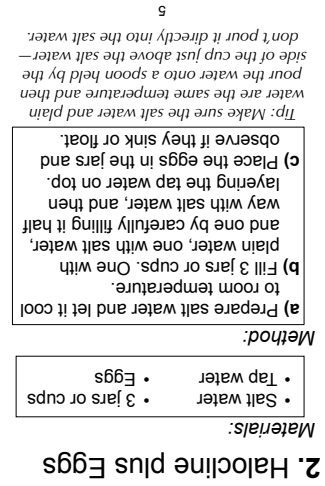 2. Halocline plus Eggs
Materials:
• Salt water • 3 jars or cups
• Tap water • Eggs
Method:
a) Prepare salt water and let it cool
to room temperature.
b) Fill 3 jars or cups. One with
plain water, one with salt water,
and one by carefully filling it half
way with salt water, and then
layering the tap water on top.
c) Place the eggs in the jars and
observe if they sink or float.
Tip: Make sure the salt water and plain
water are the same temperature and then
pour the water onto a spoon held by the
side of the cup just above the salt water—
don't pour it directly into the salt water.
5